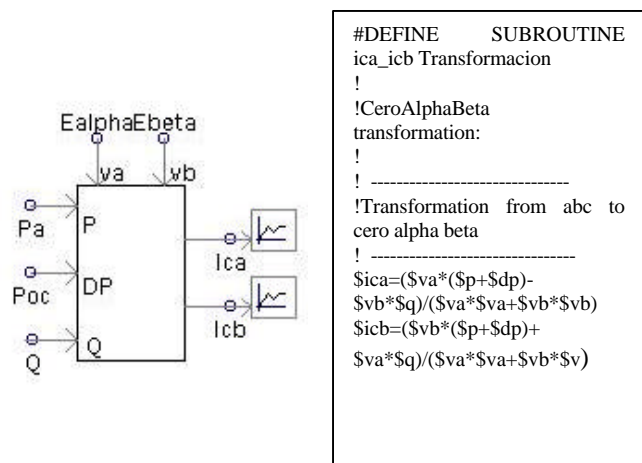 EalphaEbeta
va
vb
Pa
P
Poc
DP
Q
Q
Ica
Icb
#DEFINE SUBROUTINE
ica_icb Transformacion
!
!CeroAlphaBeta
transformation:
!
! -------------------------------
!Transformation from abc to
cero alpha beta
! --------------------------------
$ica=($va*($p+$dp)-
$vb*$q)/($va*$va+$vb*$vb)
$icb=($vb*($p+$dp)+
$va*$q)/($va*$va+$vb*$v)